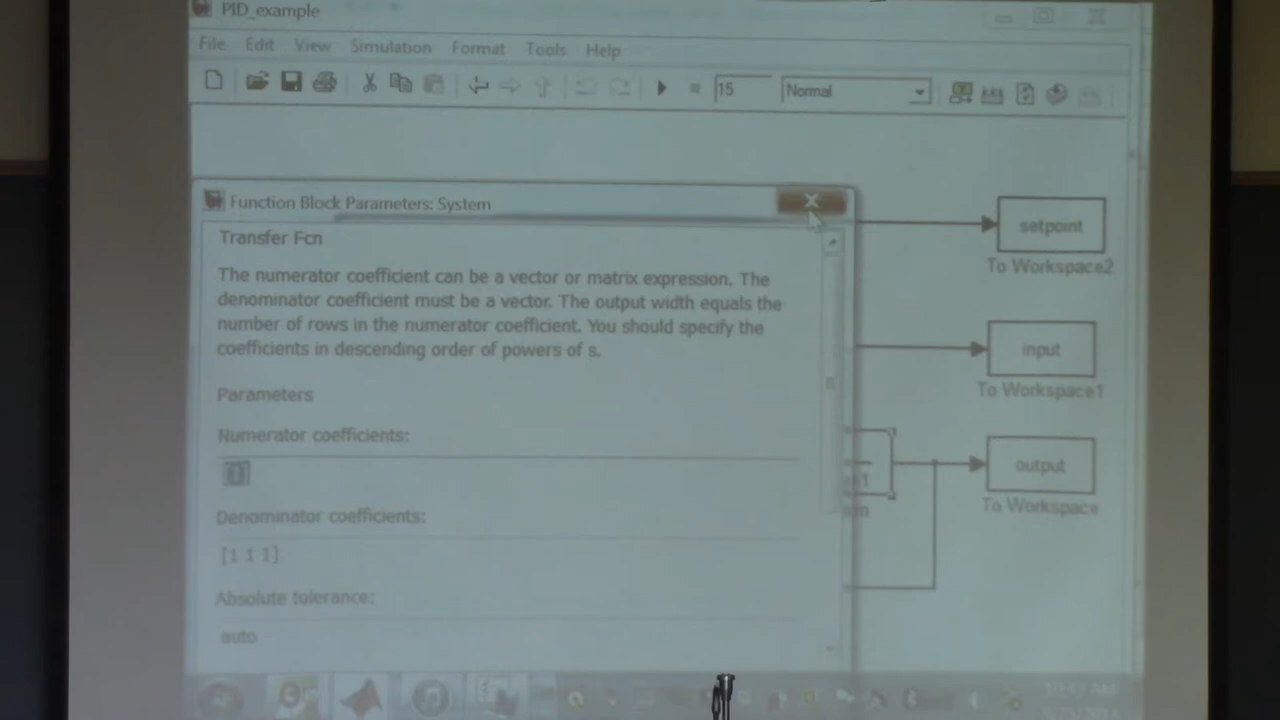 PID_example
File Edit View Simulation Format Tools Help
15 Normal
Function Block Parameters: System
Transfer Fcn
The numerator coefficient can be a vector or matrix expression. The
denominator coefficient must be a vector. The output width equals the
number of rows in the numerator coefficient. You should specify the
coefficients in descending order of powers of s.
Parameters
Numerator coefficients:
Denominator coefficients:
[1 1 1]
Absolute tolerance:
auto
setpoint
To Workspace2
input
To Workspace1
output
To Workspace